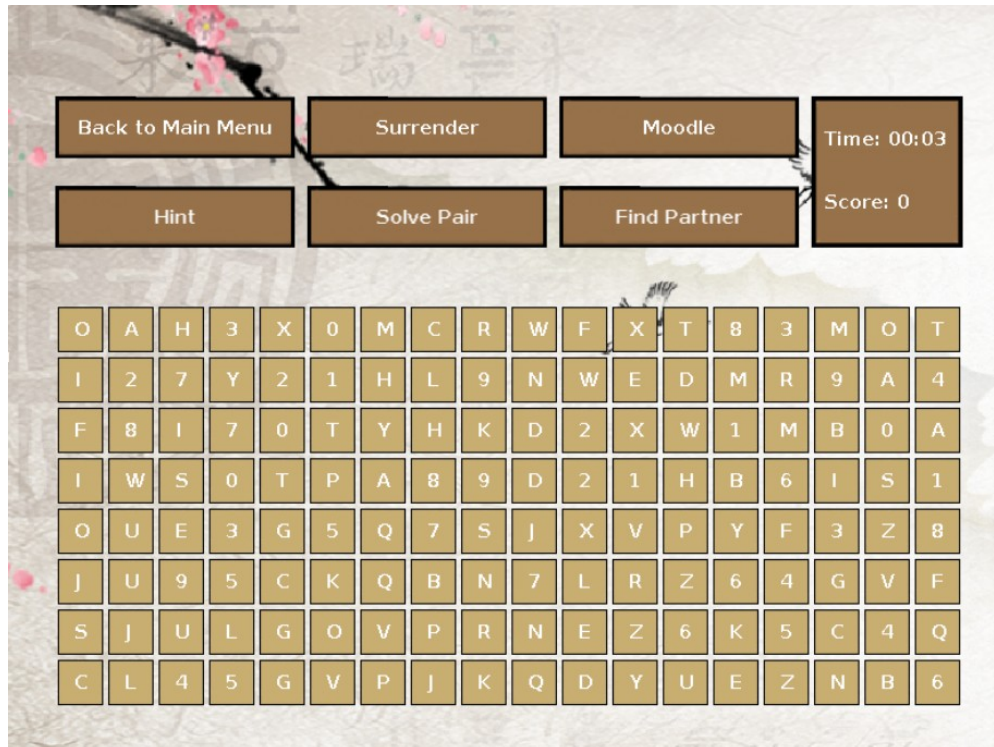 Back to Main Menu Surrender Moodle Time: 00:03
Hint Solve Pair Find Partner Score: 0
O A H 3 X 0 M C R W F X T 8 3 M O T
I 2 7 Y 2 1 H L 9 N W E D M R 9 A 4
F 8 I 7 0 T Y H K D 2 X W 1 M B 0 A
I W S 0 T P A 8 9 D 2 1 H B 6 I S 1
O U E 3 G 5 Q 7 S J X V P Y F 3 Z 8
J U 9 5 C K Q B N 7 L R Z 6 4 G V F
S J U L G O V P R N E Z 6 K 5 C 4 Q
C L 4 5 G V P J K Q D Y U E Z N B 6